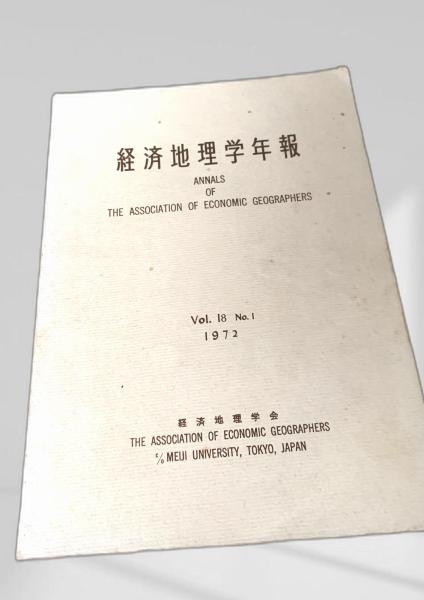 経済地理学年報
ANNALS
OF
THE ASSOCIATION OF ECONOMIC GEOGRAPHERS
Vol. 18 No. 1
1972
経済地理学会
THE ASSOCIATION OF ECONOMIC GEOGRAPHERS
c/o MEIJI UNIVERSITY, TOKYO, JAPAN